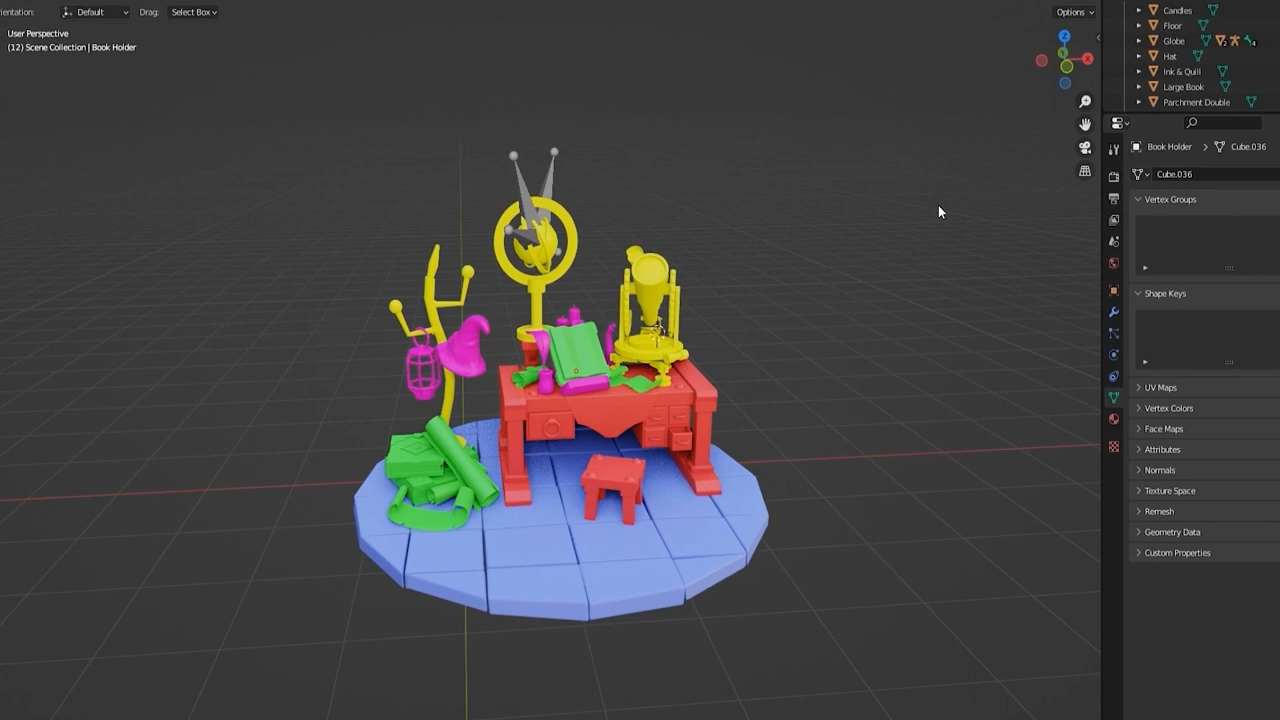 ientation:
Default
Drag:
Select Box
Options
User Perspective
(12) Scene Collection | Book Holder
Z
X
Candles
Floor
Globe
2
4
Hat
Ink & Quill
Large Book
Parchment Double
Book Holder > Cube.036
Cube.036
Vertex Groups
Shape Keys
UV Maps
Vertex Colors
Face Maps
Attributes
Normals
Texture Space
Remesh
Geometry Data
Custom Properties